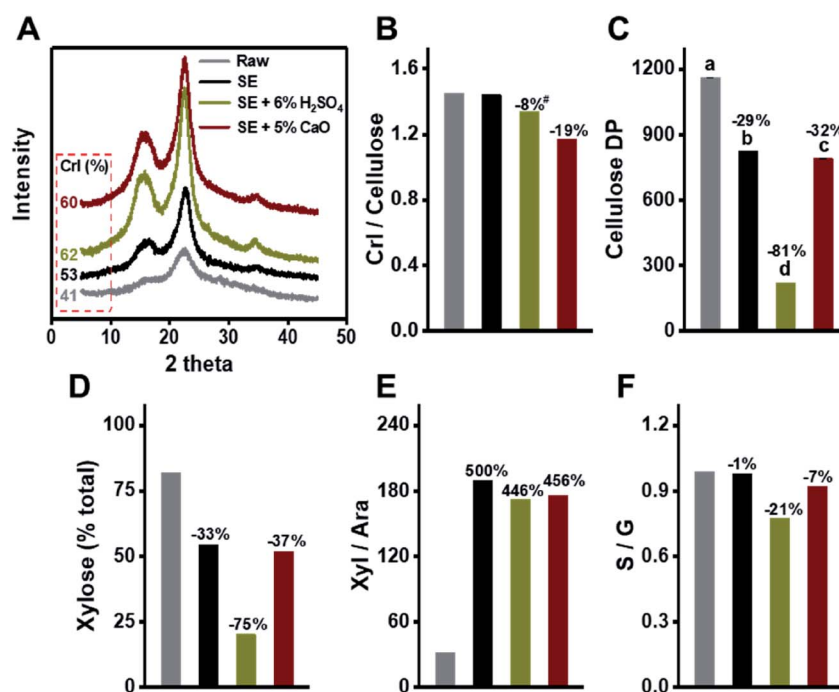 A
Intensity
Raw
SE
SE + 6% H₂SO₄
SE + 5% CaO
CrI (%)
60
62
53
41
0 10 20 30 40 50
2 theta
B
CrI / Cellulose
1.6
1.2
0.8
0.4
0.0
-8%#
-19%
C
Cellulose DP
1200
900
600
300
0
a
-29%
b
-81%
d
-32%
c
D
Xylose (% total)
100
75
50
25
0
-33%
-75%
-37%
E
Xyl / Ara
240
180
120
60
0
500%
446%
456%
F
S / G
1.2
0.9
0.6
0.3
0.0
-1%
-21%
-7%